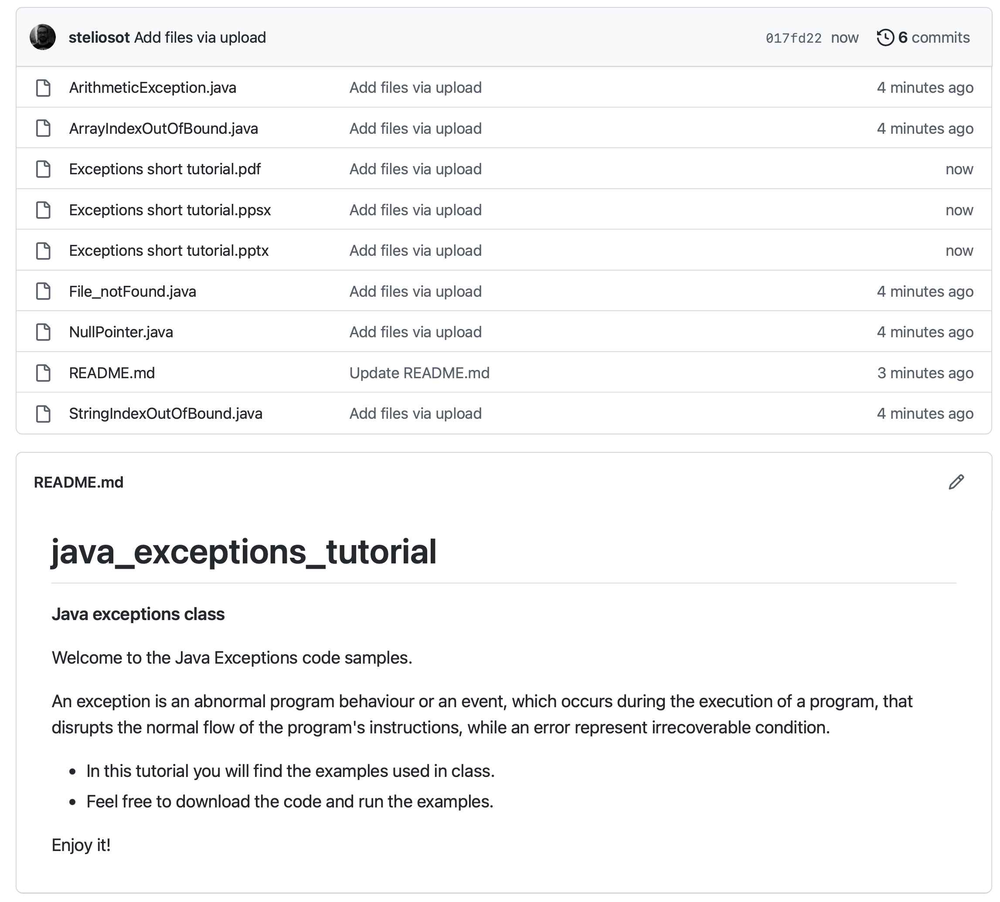 steliosot Add files via upload 017fd22 now 6 commits
ArithmeticException.java Add files via upload 4 minutes ago
ArrayIndexOutOfBound.java Add files via upload 4 minutes ago
Exceptions short tutorial.pdf Add files via upload now
Exceptions short tutorial.ppsx Add files via upload now
Exceptions short tutorial.pptx Add files via upload now
File_notFound.java Add files via upload 4 minutes ago
NullPointer.java Add files via upload 4 minutes ago
README.md Update README.md 3 minutes ago
StringIndexOutOfBound.java Add files via upload 4 minutes ago
README.md
java_exceptions_tutorial
Java exceptions class
Welcome to the Java Exceptions code samples.
An exception is an abnormal program behaviour or an event, which occurs during the execution of a program, that
disrupts the normal flow of the program's instructions, while an error represent irrecoverable condition.
• In this tutorial you will find the examples used in class.
• Feel free to download the code and run the examples.
Enjoy it!